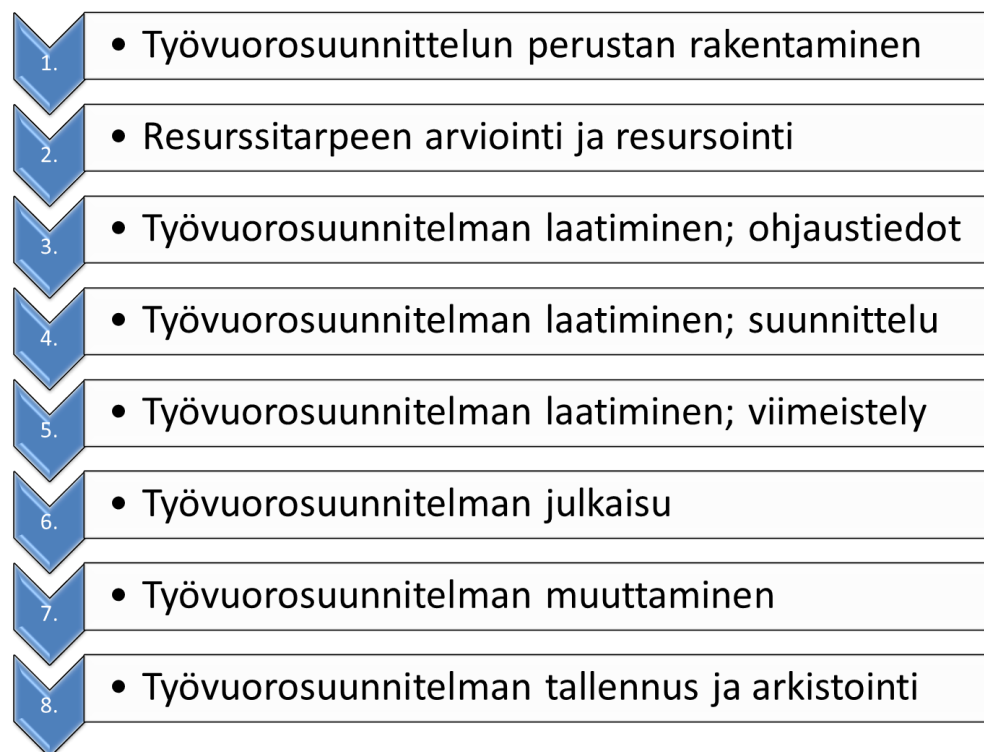 1. • Työvuorosuunnittelun perustan rakentaminen
2. • Resurssitarpeen arviointi ja resursointi
3. • Työvuorosuunnitelman laatiminen; ohjaustiedot
4. • Työvuorosuunnitelman laatiminen; suunnittelu
5. • Työvuorosuunnitelman laatiminen; viimeistely
6. • Työvuorosuunnitelman julkaisu
7. • Työvuorosuunnitelman muuttaminen
8. • Työvuorosuunnitelman tallennus ja arkistointi